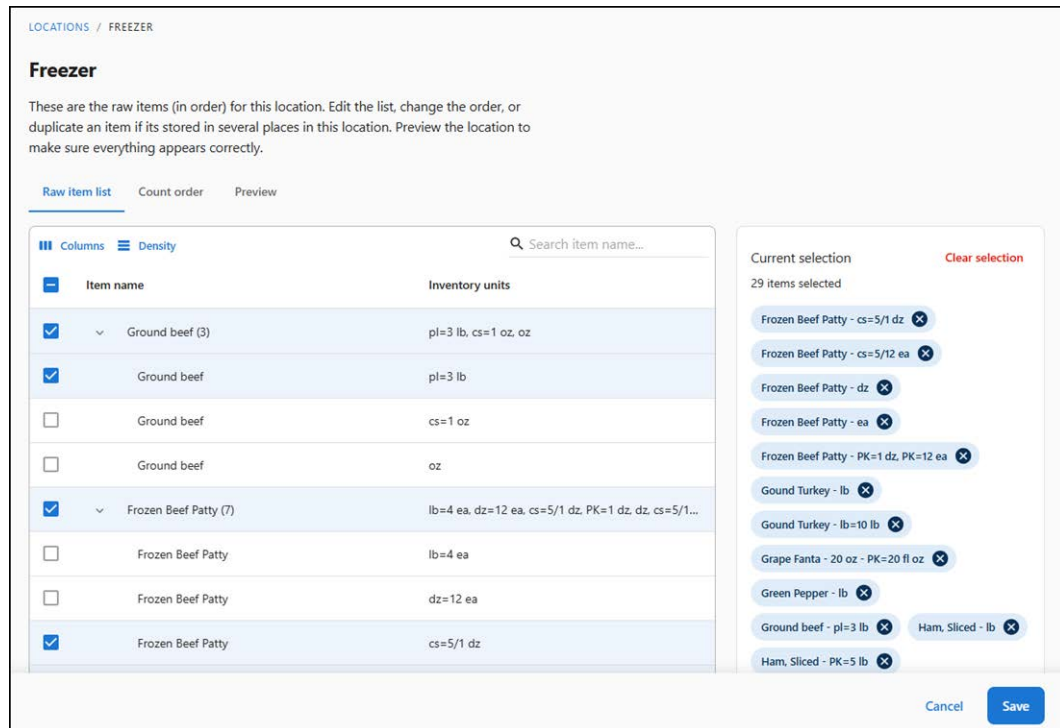 LOCATIONS / FREEZER
Freezer
These are the raw items (in order) for this location. Edit the list, change the order, or
duplicate an item if its stored in several places in this location. Preview the location to
make sure everything appears correctly.
Raw item list Count order Preview
Columns Density Search item name...
Item name Inventory units
Ground beef (3) pl=3 lb, cs=1 oz, oz
Ground beef pl=3 lb
Ground beef cs=1 oz
Ground beef oz
Frozen Beef Patty (7) lb=4 ea, dz=12 ea, cs=5/1 dz, PK=1 dz, dz, cs=5/1...
Frozen Beef Patty lb=4 ea
Frozen Beef Patty dz=12 ea
Frozen Beef Patty cs=5/1 dz
Current selection Clear selection
29 items selected
Frozen Beef Patty - cs=5/1 dz
Frozen Beef Patty - cs=5/12 ea
Frozen Beef Patty - dz
Frozen Beef Patty - ea
Frozen Beef Patty - PK=1 dz, PK=12 ea
Gound Turkey - lb
Gound Turkey - lb=10 lb
Grape Fanta - 20 oz - PK=20 fl oz
Green Pepper - lb
Ground beef - pl=3 lb Ham, Sliced - lb
Ham, Sliced - PK=5 lb
Cancel Save